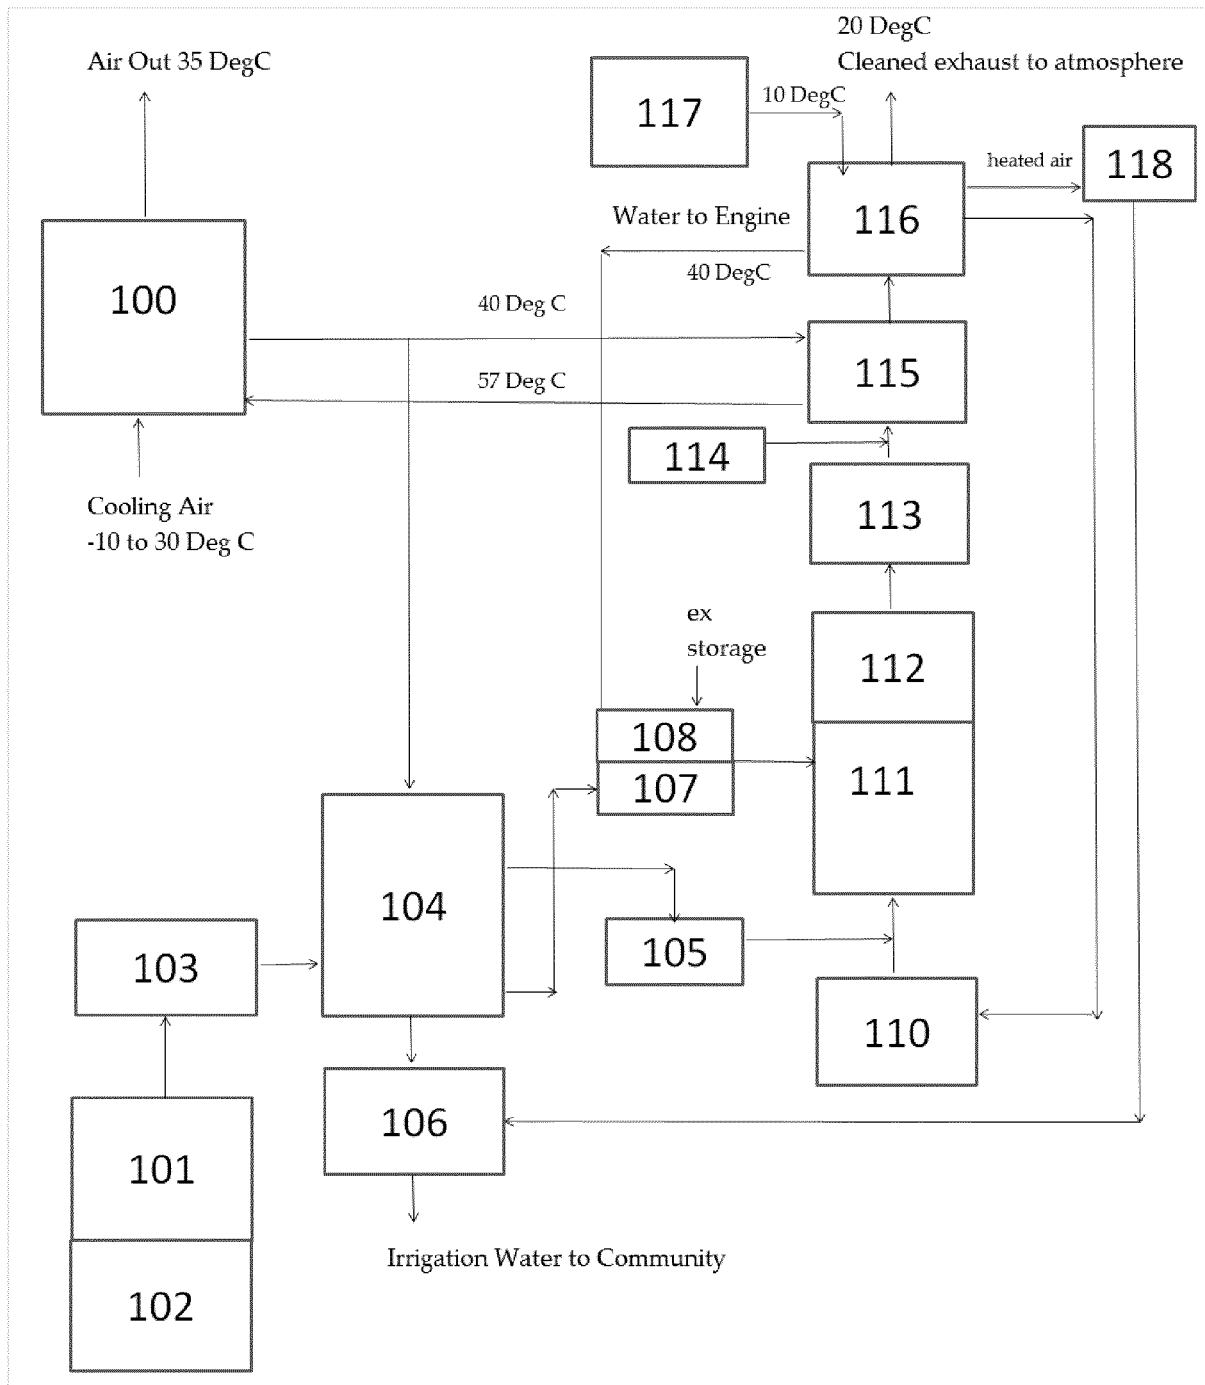 20 DegC
Air Out 35 DegC
Cleaned exhaust to atmosphere
10 DegC
117
heated air
118
Water to Engine
116
40 DegC
100
40 Deg C
115
57 Deg C
114
Cooling Air
-10 to 30 Deg C
113
ex
storage
112
108
107
111
104
105
103
110
106
101
Irrigation Water to Community
102